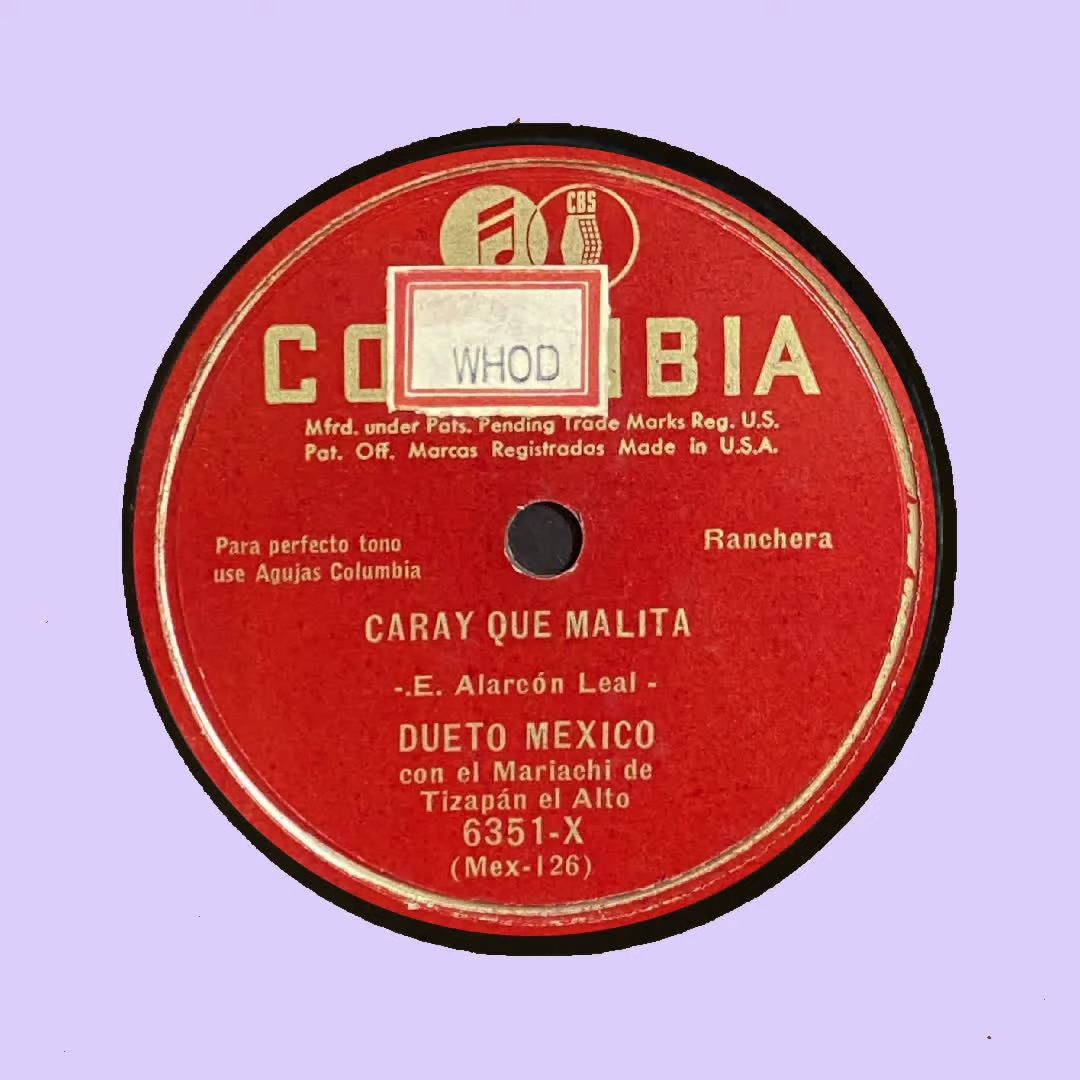 CBS
WHOD
Mfrd. under Pats. Pending Trade Marks Reg. U.S.
Pat. Off. Marcas Registradas Made in U.S.A.
Para perfecto tono
use Agujas Columbia
Ranchera
CARAY QUE MALITA
-.E. Alarcón Leal -
DUETO MEXICO
con el Mariachi de
Tizapán el Alto
6351-X
(Mex-126)